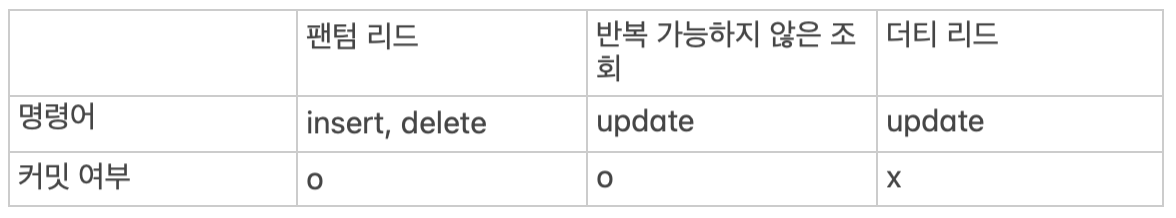 팬텀 리드
반복 가능하지 않은 조
회
더티 리드
명령어
insert, delete
update
update
커밋 여부
o
o
x